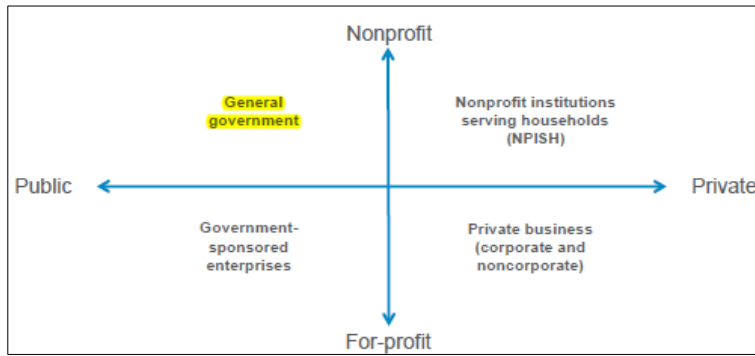 Nonprofit
General
government
Nonprofit institutions
serving households
(NPISH)
Public
Private
Government-
sponsored
enterprises
Private business
(corporate and
noncorporate)
For-profit